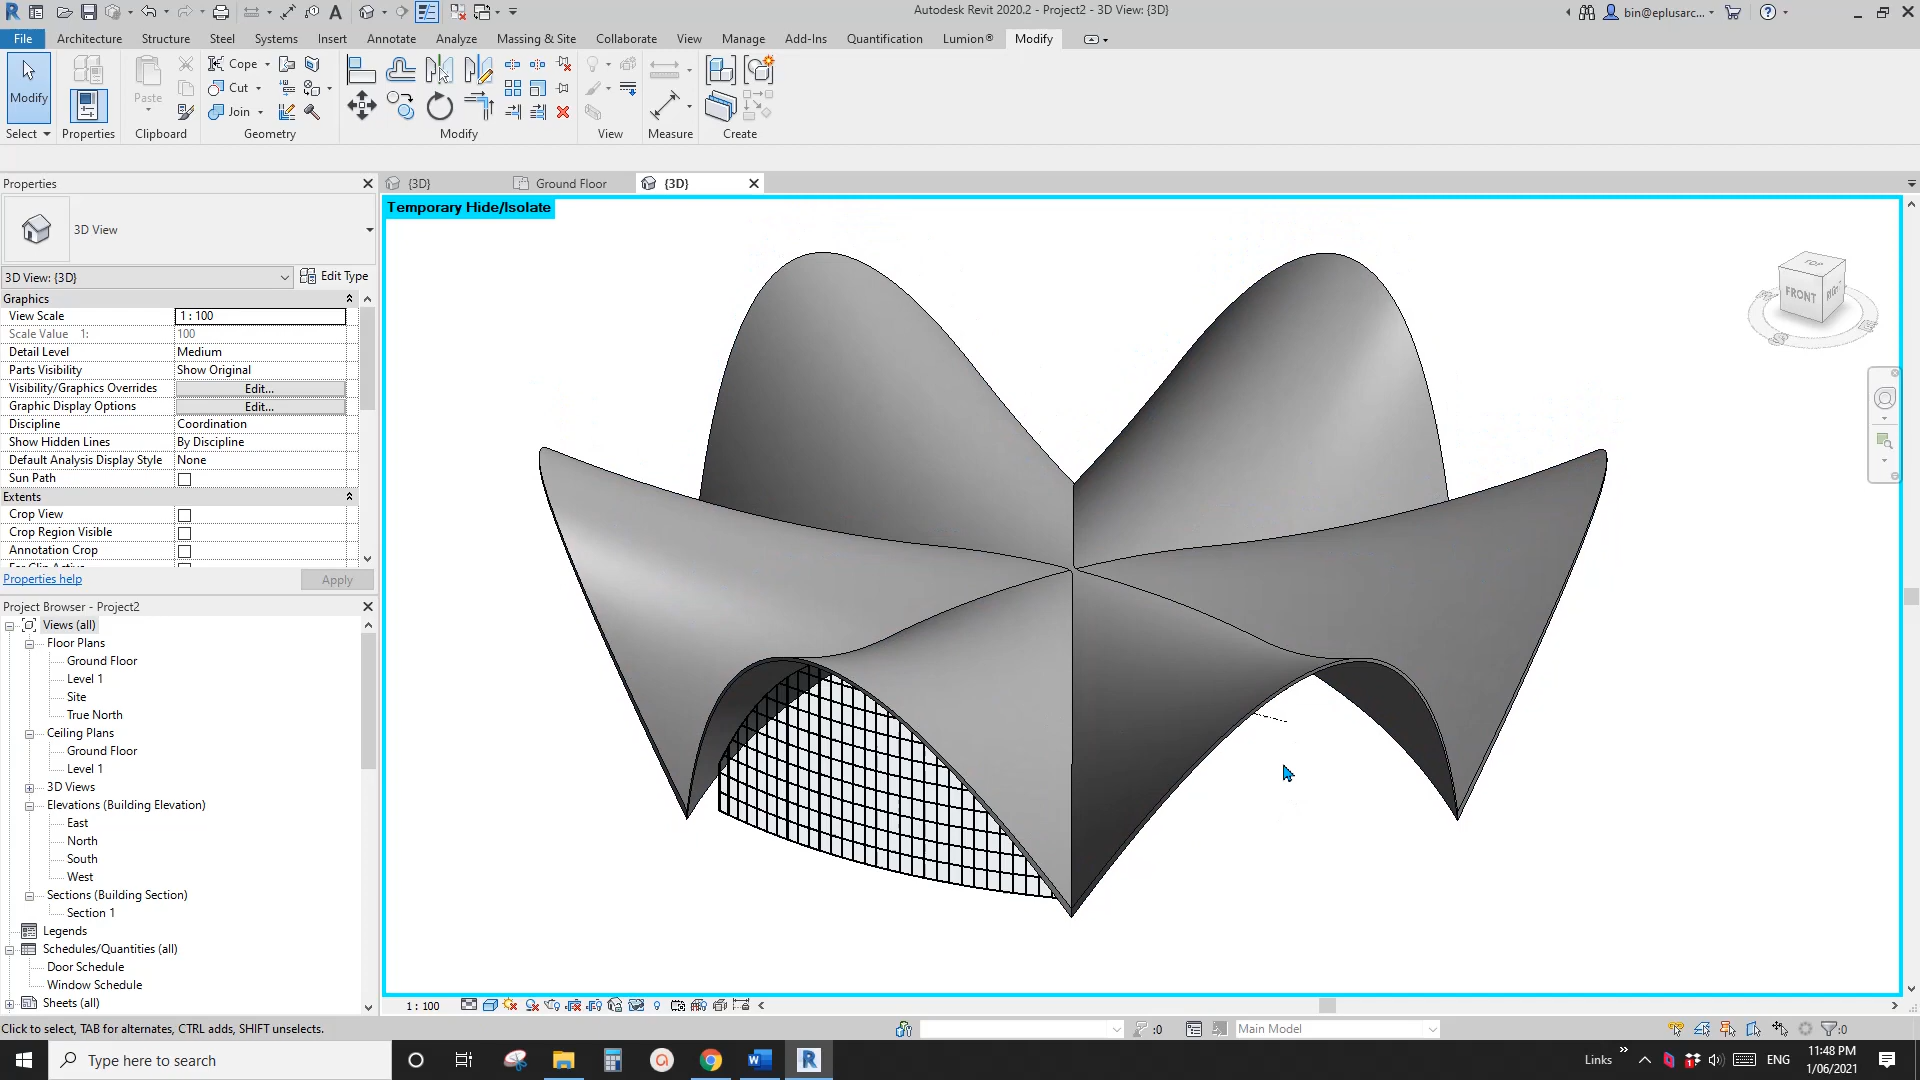 Autodesk Revit 2020.2 - Project2 - 3D View: {3D}
bin@eplusarc...
File Architecture Structure Steel Systems Insert Annotate Analyze Massing & Site Collaborate View Manage Add-Ins Quantification Lumion® Modify
Modify
Paste
Cope
Cut
Join
Select Properties Clipboard Geometry Modify View Measure Create
Properties
{3D} Ground Floor {3D}
Temporary Hide/Isolate
3D View
3D View: {3D} Edit Type
Graphics
View Scale 1 : 100
Scale Value 1: 100
Detail Level Medium
Parts Visibility Show Original
Visibility/Graphics Overrides Edit...
Graphic Display Options Edit...
Discipline Coordination
Show Hidden Lines By Discipline
Default Analysis Display Style None
Sun Path
Extents
Crop View
Crop Region Visible
Annotation Crop
Properties help Apply
TOP
FRONT
RIGHT
Project Browser - Project2
Views (all)
Floor Plans
Ground Floor
Level 1
Site
True North
Ceiling Plans
Ground Floor
Level 1
3D Views
Elevations (Building Elevation)
East
North
South
West
Sections (Building Section)
Section 1
Legends
Schedules/Quantities (all)
Door Schedule
Window Schedule
Sheets (all)
1 : 100
Click to select, TAB for alternates, CTRL adds, SHIFT unselects.
:0
Main Model
:0
Type here to search
Links
ENG
11:48 PM
1/06/2021